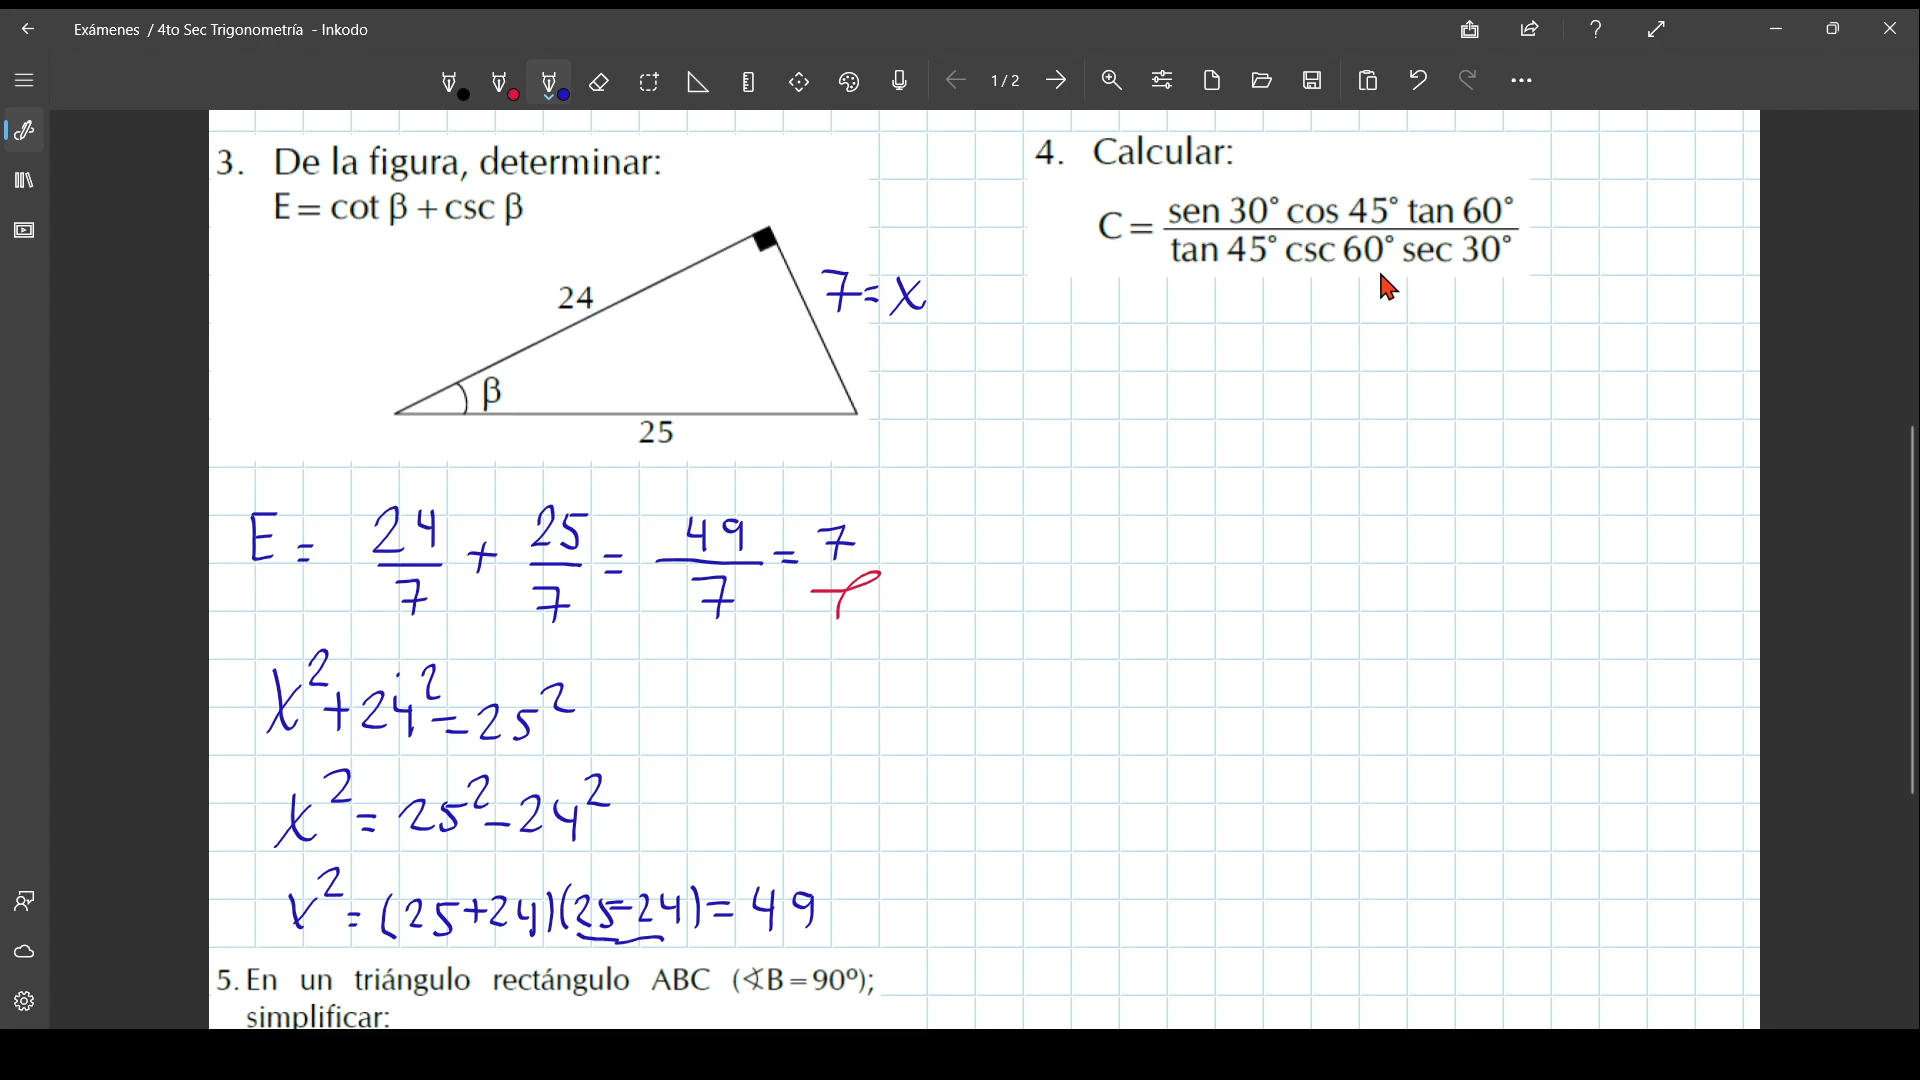 Exámenes / 4to Sec Trigonometría - Inkodo
1 / 2
3. De la figura, determinar:
E = cot β + csc β
24
7 = x
β
25
E = 24/7 + 25/7 = 49/7 = 7
x² + 24² = 25²
x² = 25² - 24²
x² = (25+24)(25-24) = 49
4. Calcular:
C = sen 30° cos 45° tan 60° / tan 45° csc 60° sec 30°
5. En un triángulo rectángulo ABC (∢B = 90º);
simplificar: